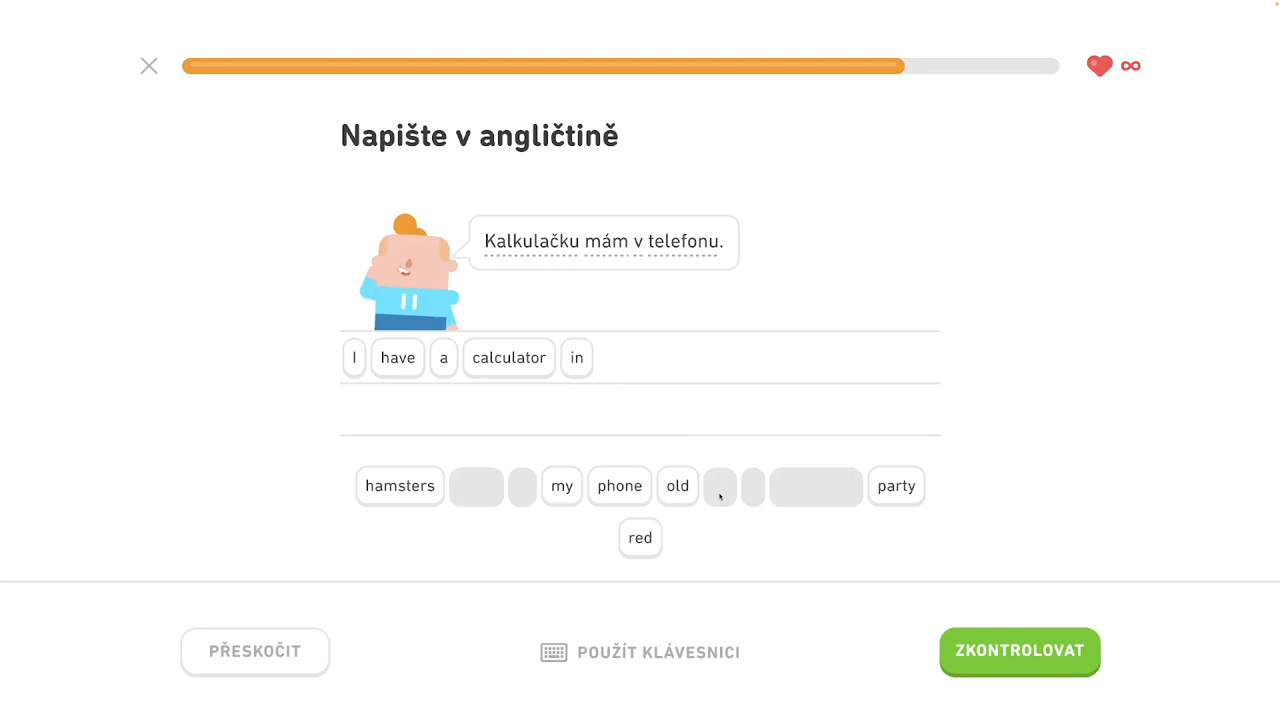 Napište v angličtině
Kalkulačku mám v telefonu.
I have a calculator in
hamsters my phone old party
red
PŘESKOČIT POUŽÍT KLÁVESNICI ZKONTROLOVAT